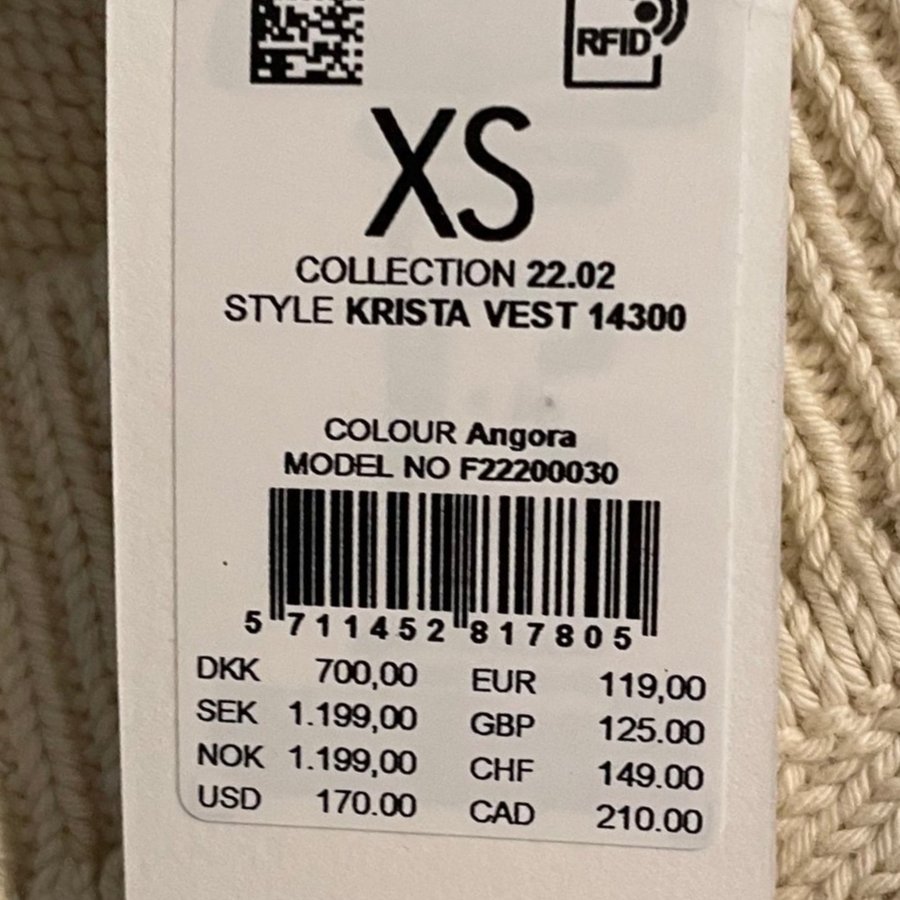 RFID
XS
COLLECTION 22.02
STYLE KRISTA VEST 14300
COLOUR Angora
MODEL NO F22200030
5 711452 817805
DKK 700,00 EUR 119,00
SEK 1.199,00 GBP 125.00
NOK 1.199,00 CHF 149.00
USD 170.00 CAD 210.00